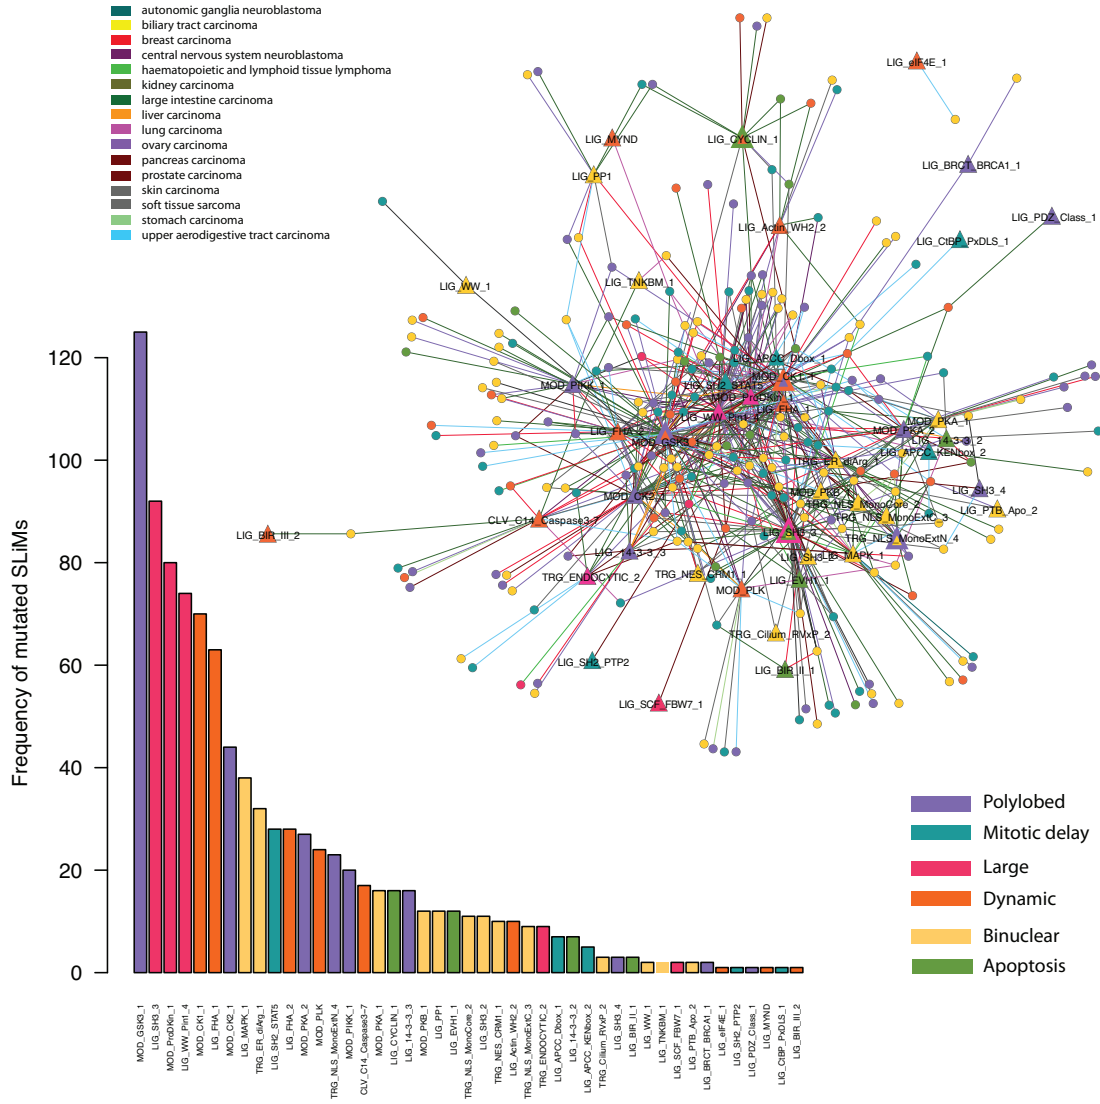 autonomic ganglia neuroblastoma
biliary tract carcinoma
breast carcinoma
central nervous system neuroblastoma
haematopoietic and lymphoid tissue lymphoma
kidney carcinoma
large intestine carcinoma
liver carcinoma
lung carcinoma
ovary carcinoma
pancreas carcinoma
prostate carcinoma
skin carcinoma
soft tissue sarcoma
stomach carcinoma
upper aerodigestive tract carcinoma
LIG_eIF4E_1
LIG_MYND
LIG_CYCLIN_1
LIG_BRCT_BRCA1_1
LIG_PP1
LIG_PDZ_Class_1
LIG_Actin_WH2_2
LIG_CtBP_PxDLS_1
LIG_TNKBM_1
LIG_WW_1
LIG_APCC_Dbox_1
MOD_CK1_1
MOD_PIKK_1
LIG_SH2_STAT5
MOD_ProDKin_1
LIG_FHA_1
LIG_WW_Pin1_4
MOD_PKA_1
LIG_FHA_2
MOD_PKA_2
MOD_GSK3_1
LIG_14-3-3_2
LIG_APCC_KENbox_2
TRG_ER_diArg_1
MOD_PKB_1
LIG_SH3_4
MOD_CK2_1
TRG_NLS_MonoCore_2
LIG_PTB_Apo_2
CLV_C14_Caspase3-7
TRG_NLS_MonoExtC_3
LIG_BIR_III_2
LIG_SH3_3
TRG_NLS_MonoExtN_4
LIG_14-3-3_3
LIG_SH3_2
LIG_MAPK_1
TRG_ENDOCYTIC_2
TRG_NES_CRM1_1
LIG_EVH1_1
MOD_PLK
TRG_Cilium_RVxP_2
LIG_SH2_PTP2
LIG_BIR_II_1
LIG_SCF_FBW7_1
Frequency of mutated SLiMs
120
100
80
60
40
20
0
Polylobed
Mitotic delay
Large
Dynamic
Binuclear
Apoptosis
MOD_GSK3_1
LIG_SH3_3
MOD_ProDKin_1
LIG_WW_Pin1_4
MOD_CK1_1
LIG_FHA_1
MOD_CK2_1
LIG_MAPK_1
TRG_ER_diArg_1
LIG_SH2_STAT5
LIG_FHA_2
MOD_PKA_2
MOD_PLK
TRG_NLS_MonoExtN_4
MOD_PIKK_1
CLV_C14_Caspase3-7
MOD_PKA_1
LIG_CYCLIN_1
LIG_14-3-3_3
MOD_PKB_1
LIG_PP1
LIG_EVH1_1
TRG_NLS_MonoCore_2
LIG_SH3_2
TRG_NES_CRM1_1
LIG_Actin_WH2_2
TRG_NLS_MonoExtC_3
TRG_ENDOCYTIC_2
LIG_APCC_Dbox_1
LIG_14-3-3_2
LIG_APCC_KENbox_2
TRG_Cilium_RVxP_2
LIG_SH3_4
LIG_BIR_II_1
LIG_WW_1
LIG_TNKBM_1
LIG_SCF_FBW7_1
LIG_PTB_Apo_2
LIG_BRCT_BRCA1_1
LIG_eIF4E_1
LIG_SH2_PTP2
LIG_PDZ_Class_1
LIG_MYND
LIG_CtBP_PxDLS_1
LIG_BIR_III_2